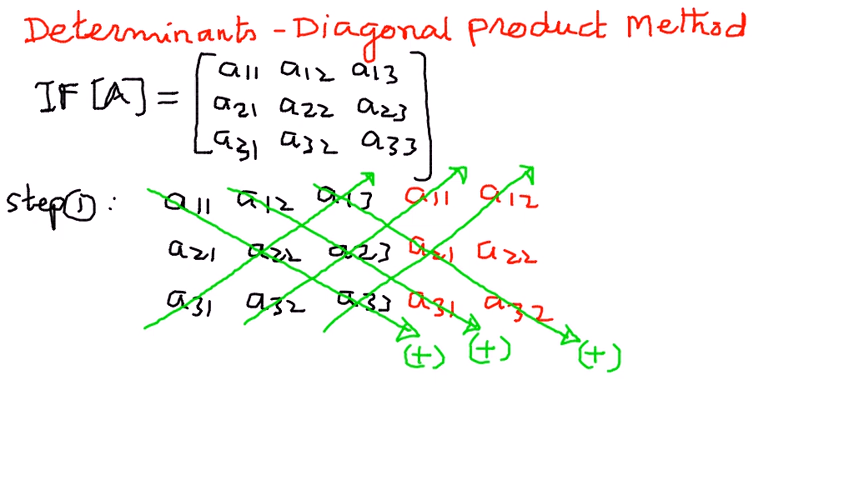 Determinants - Diagonal product Method
IF [A] = [a11 a12 a13
a21 a22 a23
a31 a32 a33]
step ① : a11 a12 a13 a11 a12
a21 a22 a23 a21 a22
a31 a32 a33 a31 a32
(+) (+) (+)